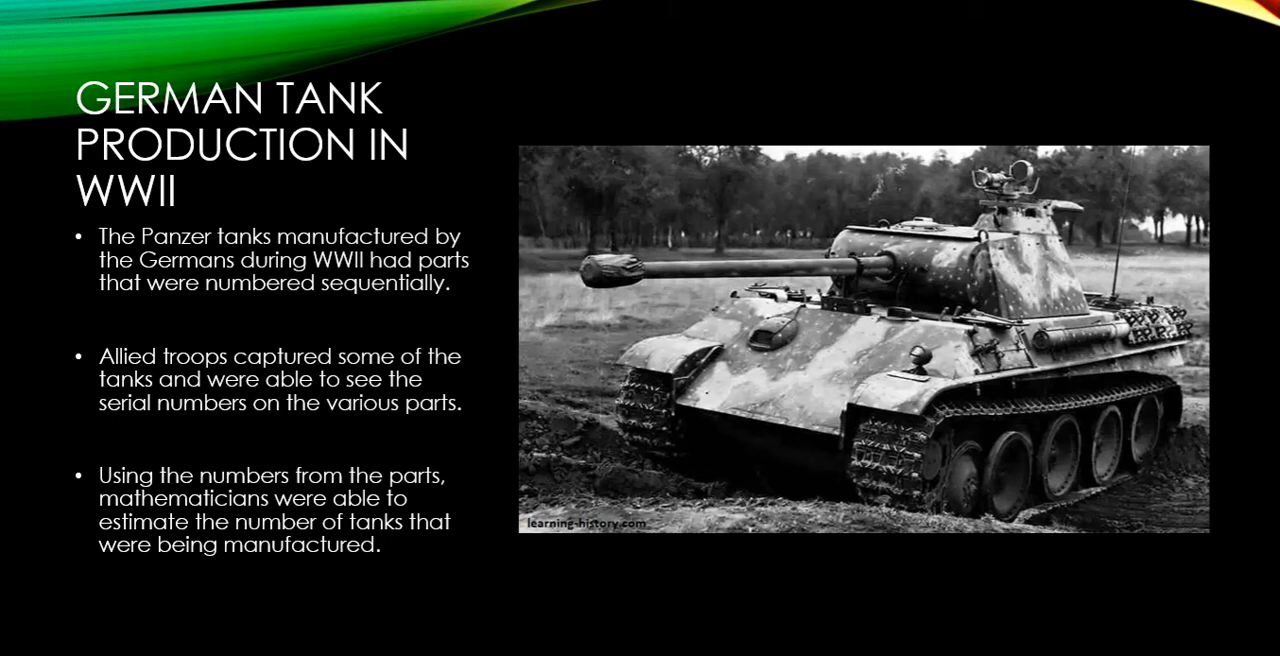 GERMAN TANK
PRODUCTION IN
WWII
• The Panzer tanks manufactured by
the Germans during WWII had parts
that were numbered sequentially.
• Allied troops captured some of the
tanks and were able to see the
serial numbers on the various parts.
• Using the numbers from the parts,
mathematicians were able to
estimate the number of tanks that
were being manufactured.
learning-history.com